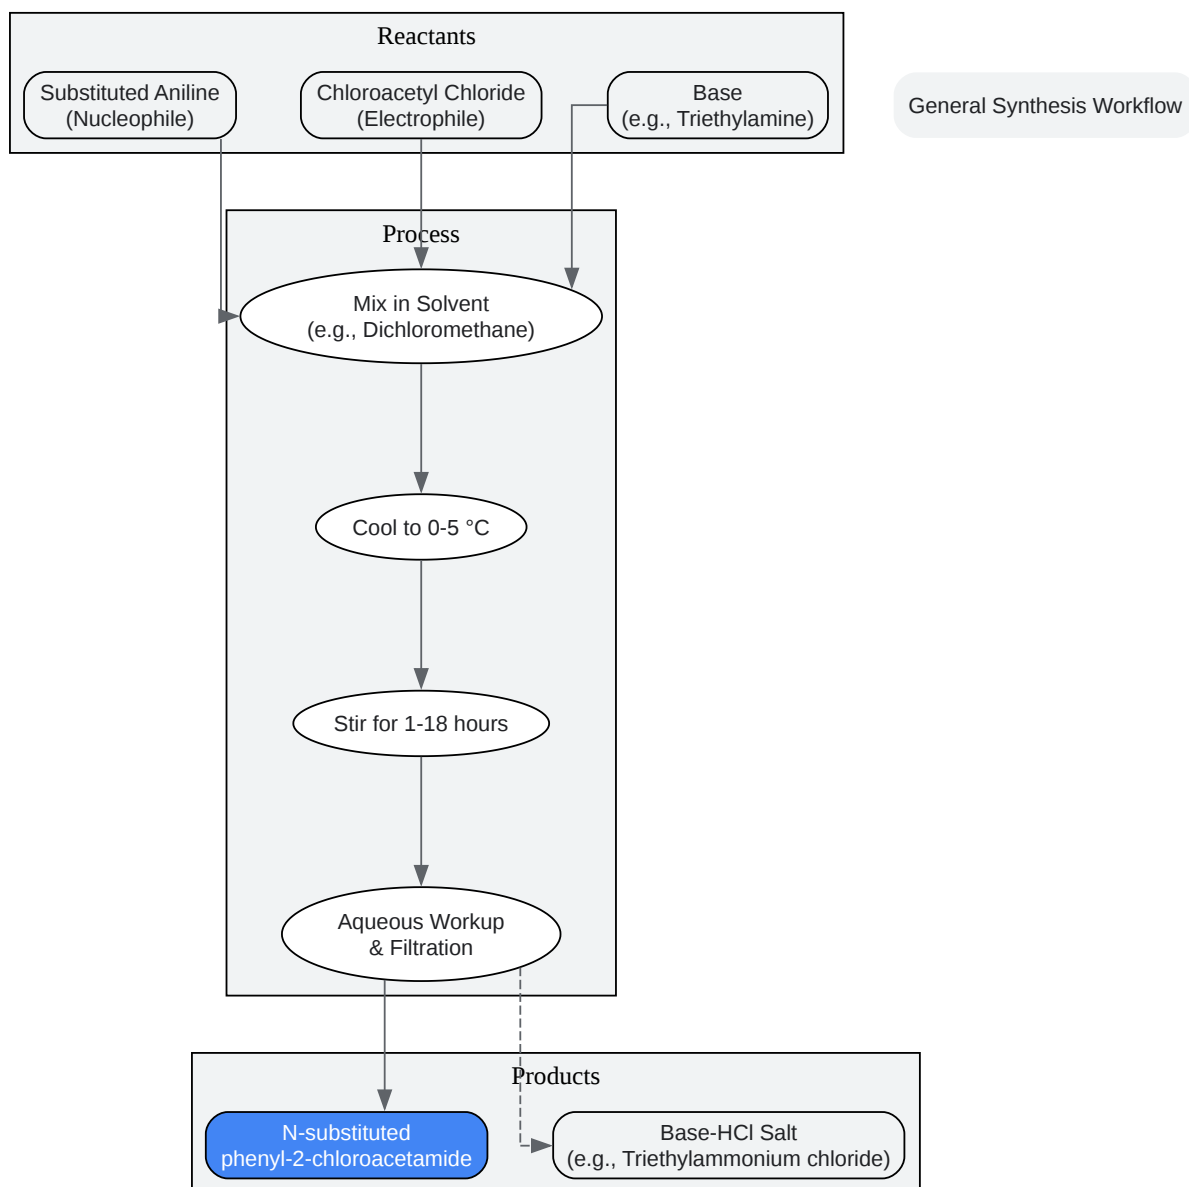 Reactants
Substituted Aniline
(Nucleophile)
Chloroacetyl Chloride
(Electrophile)
Base
(e.g., Triethylamine)
General Synthesis Workflow
Process
Mix in Solvent
(e.g., Dichloromethane)
Cool to 0-5 °C
Stir for 1-18 hours
Aqueous Workup
& Filtration
Products
N-substituted
phenyl-2-chloroacetamide
Base-HCl Salt
(e.g., Triethylammonium chloride)